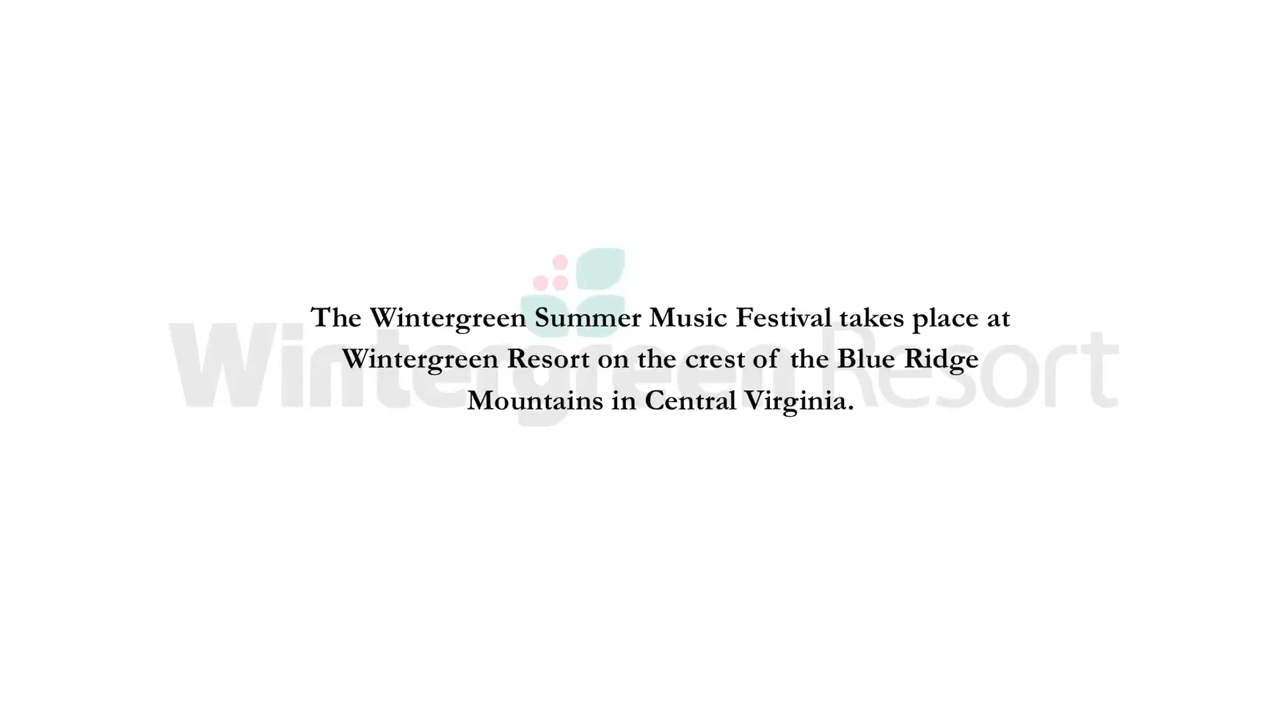 The Wintergreen Summer Music Festival takes place at
Wintergreen Resort on the crest of the Blue Ridge
Mountains in Central Virginia.
Wintergreen Resort